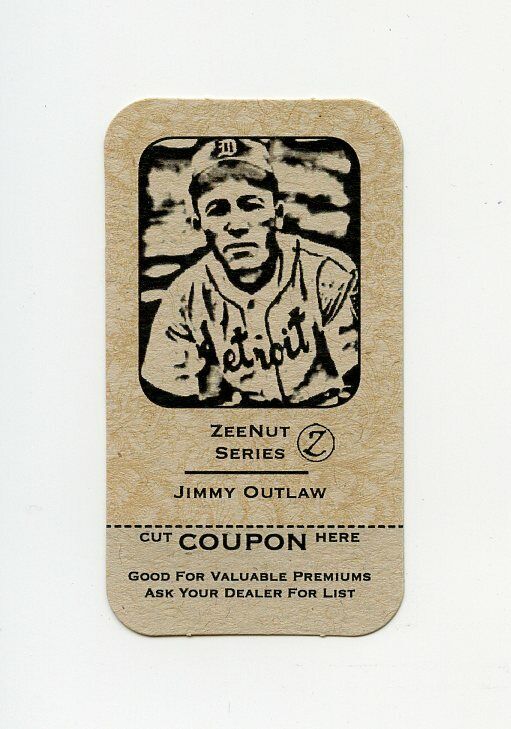 D
Detroit
ZEENUT
SERIES
Z
JIMMY OUTLAW
CUT COUPON HERE
GOOD FOR VALUABLE PREMIUMS
ASK YOUR DEALER FOR LIST